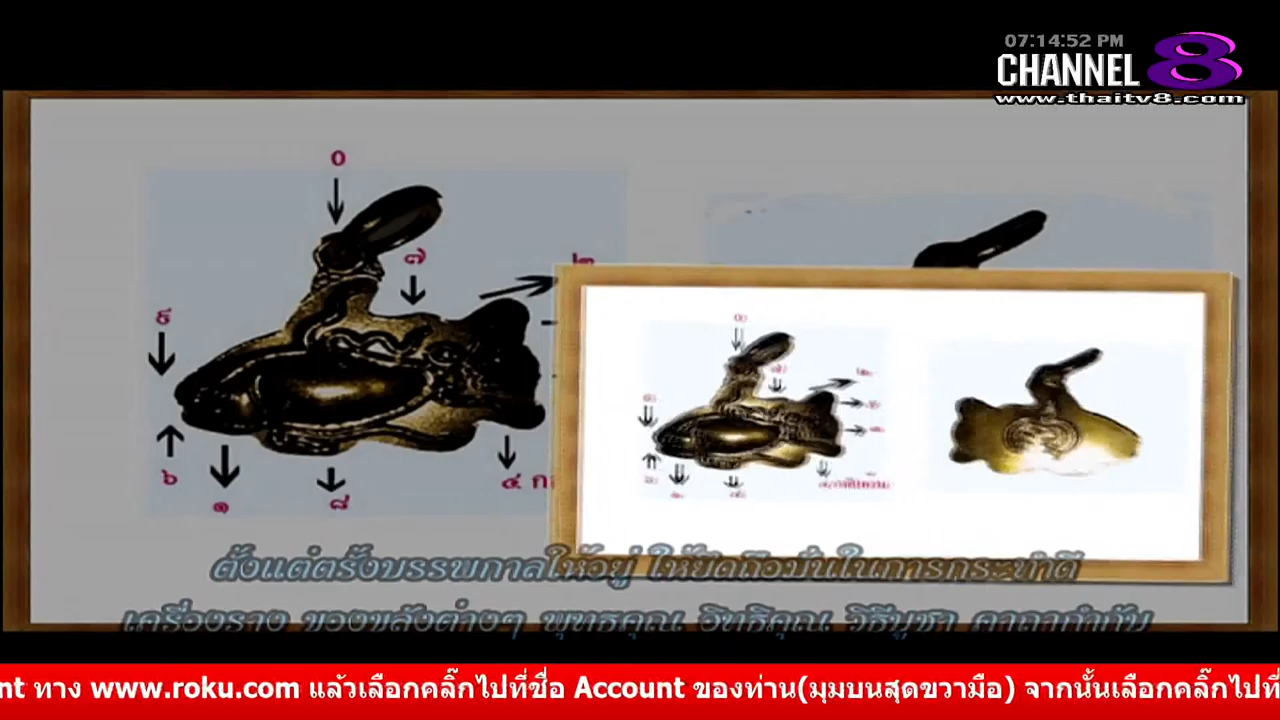 07:14:52 PM
CHANNEL 8
www.thaitv8.com
๐
๗
๒
๙
๖
๑
๘
๔
ตั้งแต่ครั้งบรรพกาลให้อยู่ ให้ยึดถือมั่นในการกระทำดี
เครื่องราง ของขลังต่างๆ พุทธคุณ อิทธิคุณ วิธีบูชา คาถากำกับ
nt ทาง www.roku.com แล้วเลือกคลิ๊กไปที่ชื่อ Account ของท่าน(มุมบนสุดขวามือ) จากนั้นเลือกคลิ๊กไปที่